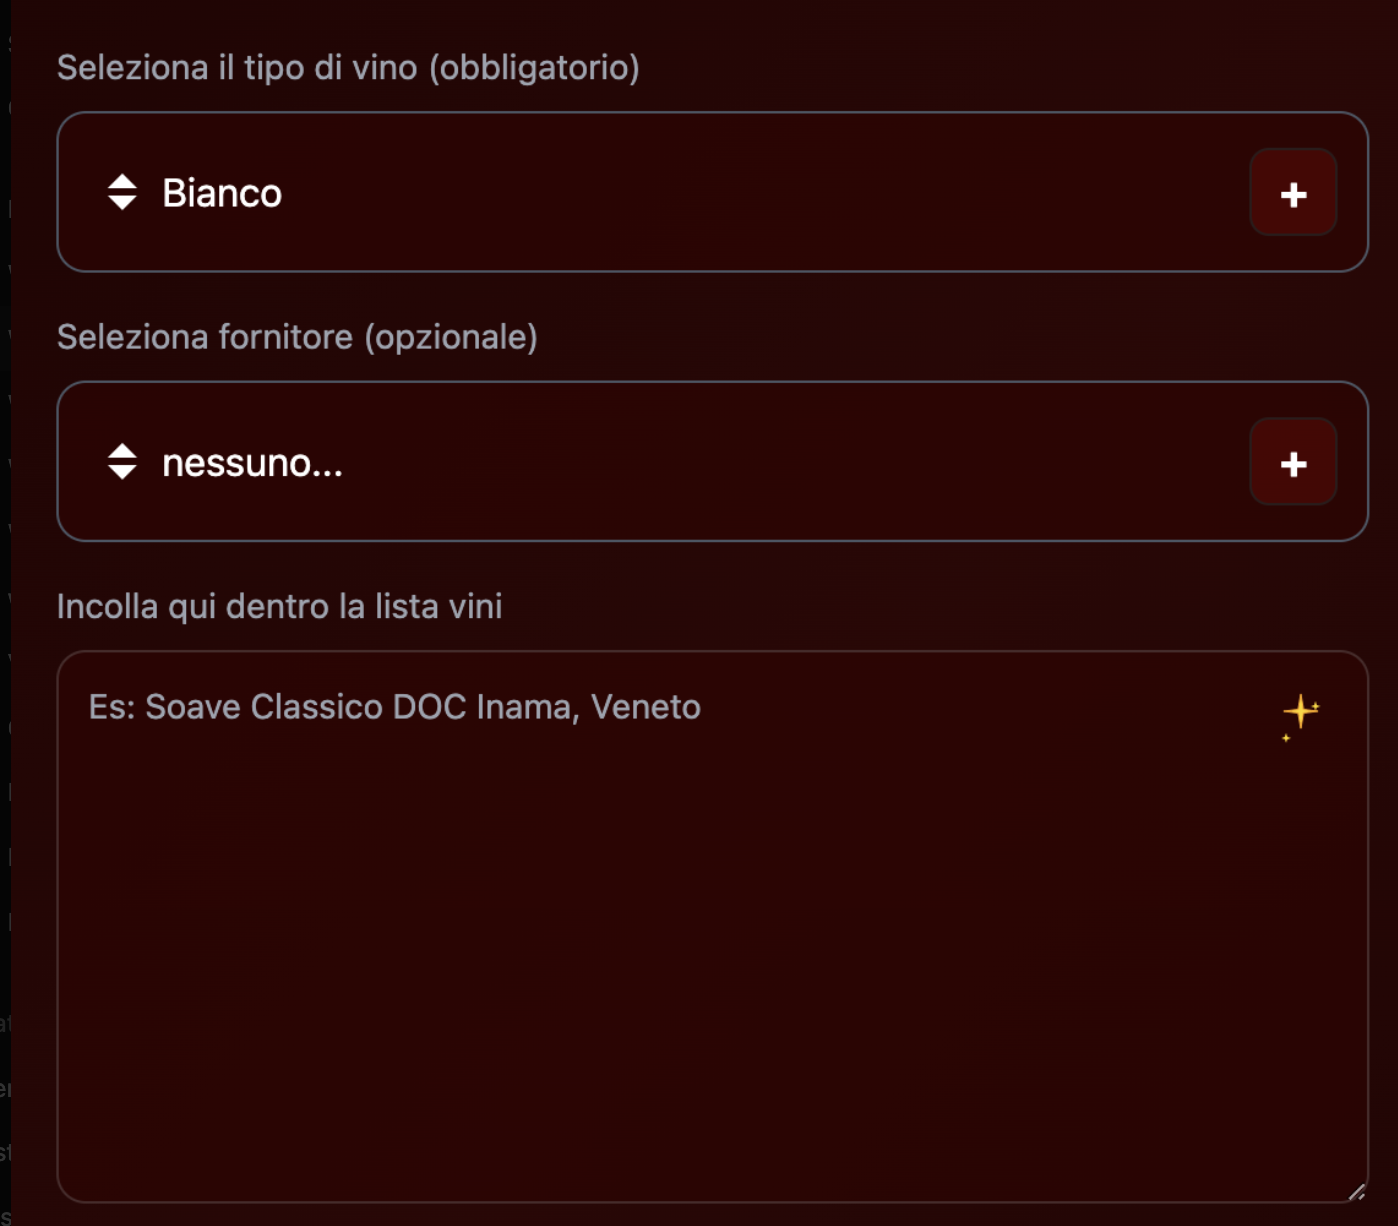 Seleziona il tipo di vino (obbligatorio)
Bianco
+
Seleziona fornitore (opzionale)
nessuno...
+
Incolla qui dentro la lista vini
Es: Soave Classico DOC Inama, Veneto